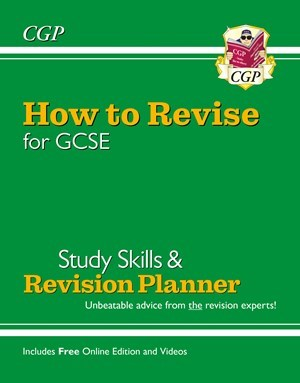 CGP
CGP
How to Revise
for GCSE
Study Skills &
Revision Planner
Unbeatable advice from the revision experts!
Includes Free Online Edition and Videos